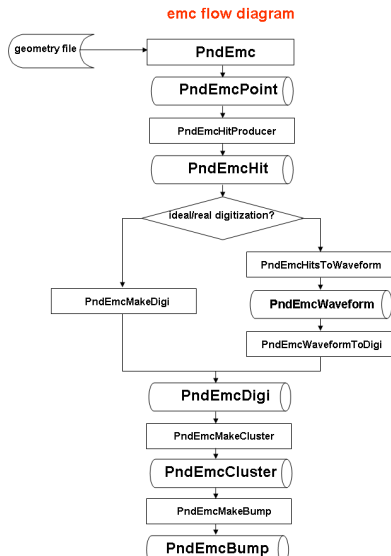 emc flow diagram
geometry file
PndEmc
PndEmcPoint
PndEmcHitProducer
PndEmcHit
ideal/real digitization?
PndEmcHitsToWaveform
PndEmcMakeDigi
PndEmcWaveform
PndEmcWaveformToDigi
PndEmcDigi
PndEmcMakeCluster
PndEmcCluster
PndEmcMakeBump
PndEmcBump